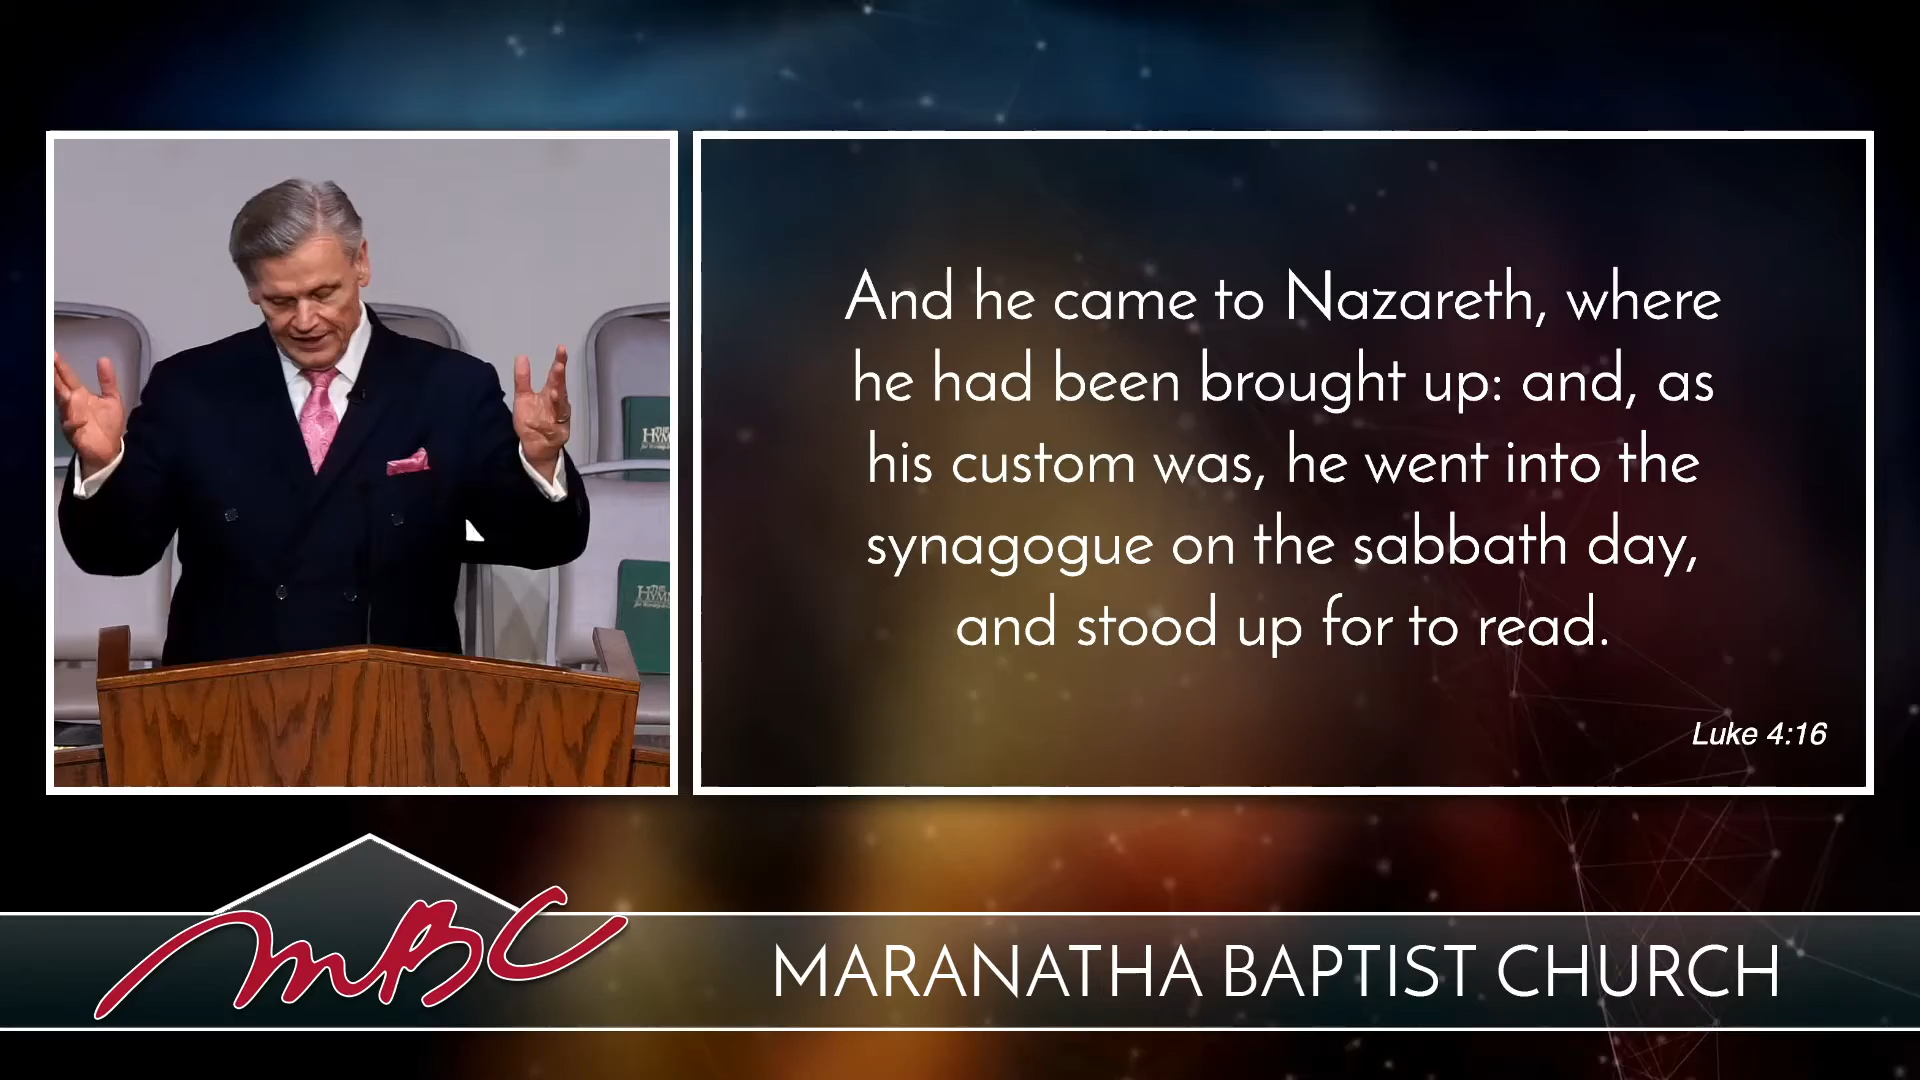 And he came to Nazareth, where
he had been brought up: and, as
his custom was, he went into the
synagogue on the sabbath day,
and stood up for to read.
Luke 4:16
MBC
MARANATHA BAPTIST CHURCH